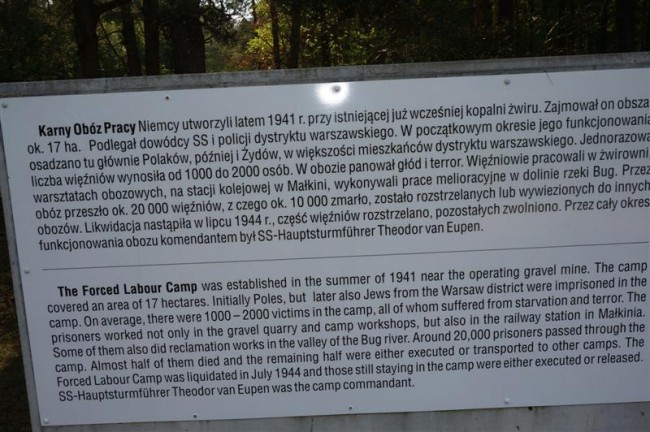 Karny Obóz Pracy Niemcy utworzyli latem 1941 r. przy istniejącej już wcześniej kopalni żwiru. Zajmował on obsza
ok. 17 ha. Podlegał dowódcy SS i policji dystryktu warszawskiego. W początkowym okresie jego funkcjonowania
osadzano tu głównie Polaków, później i Żydów, w większości mieszkańców dystryktu warszawskiego. Jednorazowa
liczba więźniów wynosiła od 1000 do 2000 osób. W obozie panował głód i terror. Więźniowie pracowali w żwirowni,
warsztatach obozowych, na stacji kolejowej w Małkini, wykonywali prace melioracyjne w dolinie rzeki Bug. Przez
obóz przeszło ok. 20 000 więźniów, z czego ok. 10 000 zmarło, zostało rozstrzelanych lub wywiezionych do innych
obozów. Likwidacja nastąpiła w lipcu 1944 r., część więźniów rozstrzelano, pozostałych zwolniono. Przez cały okres
funkcjonowania obozu komendantem był SS-Hauptsturmführer Theodor van Eupen.
The Forced Labour Camp was established in the summer of 1941 near the operating gravel mine. The camp
covered an area of 17 hectares. Initially Poles, but later also Jews from the Warsaw district were imprisoned in the
camp. On average, there were 1000 – 2000 victims in the camp, all of whom suffered from starvation and terror. The
prisoners worked not only in the gravel quarry and camp workshops, but also in the railway station in Małkinia.
Some of them also did reclamation works in the valley of the Bug river. Around 20,000 prisoners passed through the
camp. Almost half of them died and the remaining half were either executed or transported to other camps. The
Forced Labour Camp was liquidated in July 1944 and those still staying in the camp were either executed or released.
SS-Hauptsturmführer Theodor van Eupen was the camp commandant.